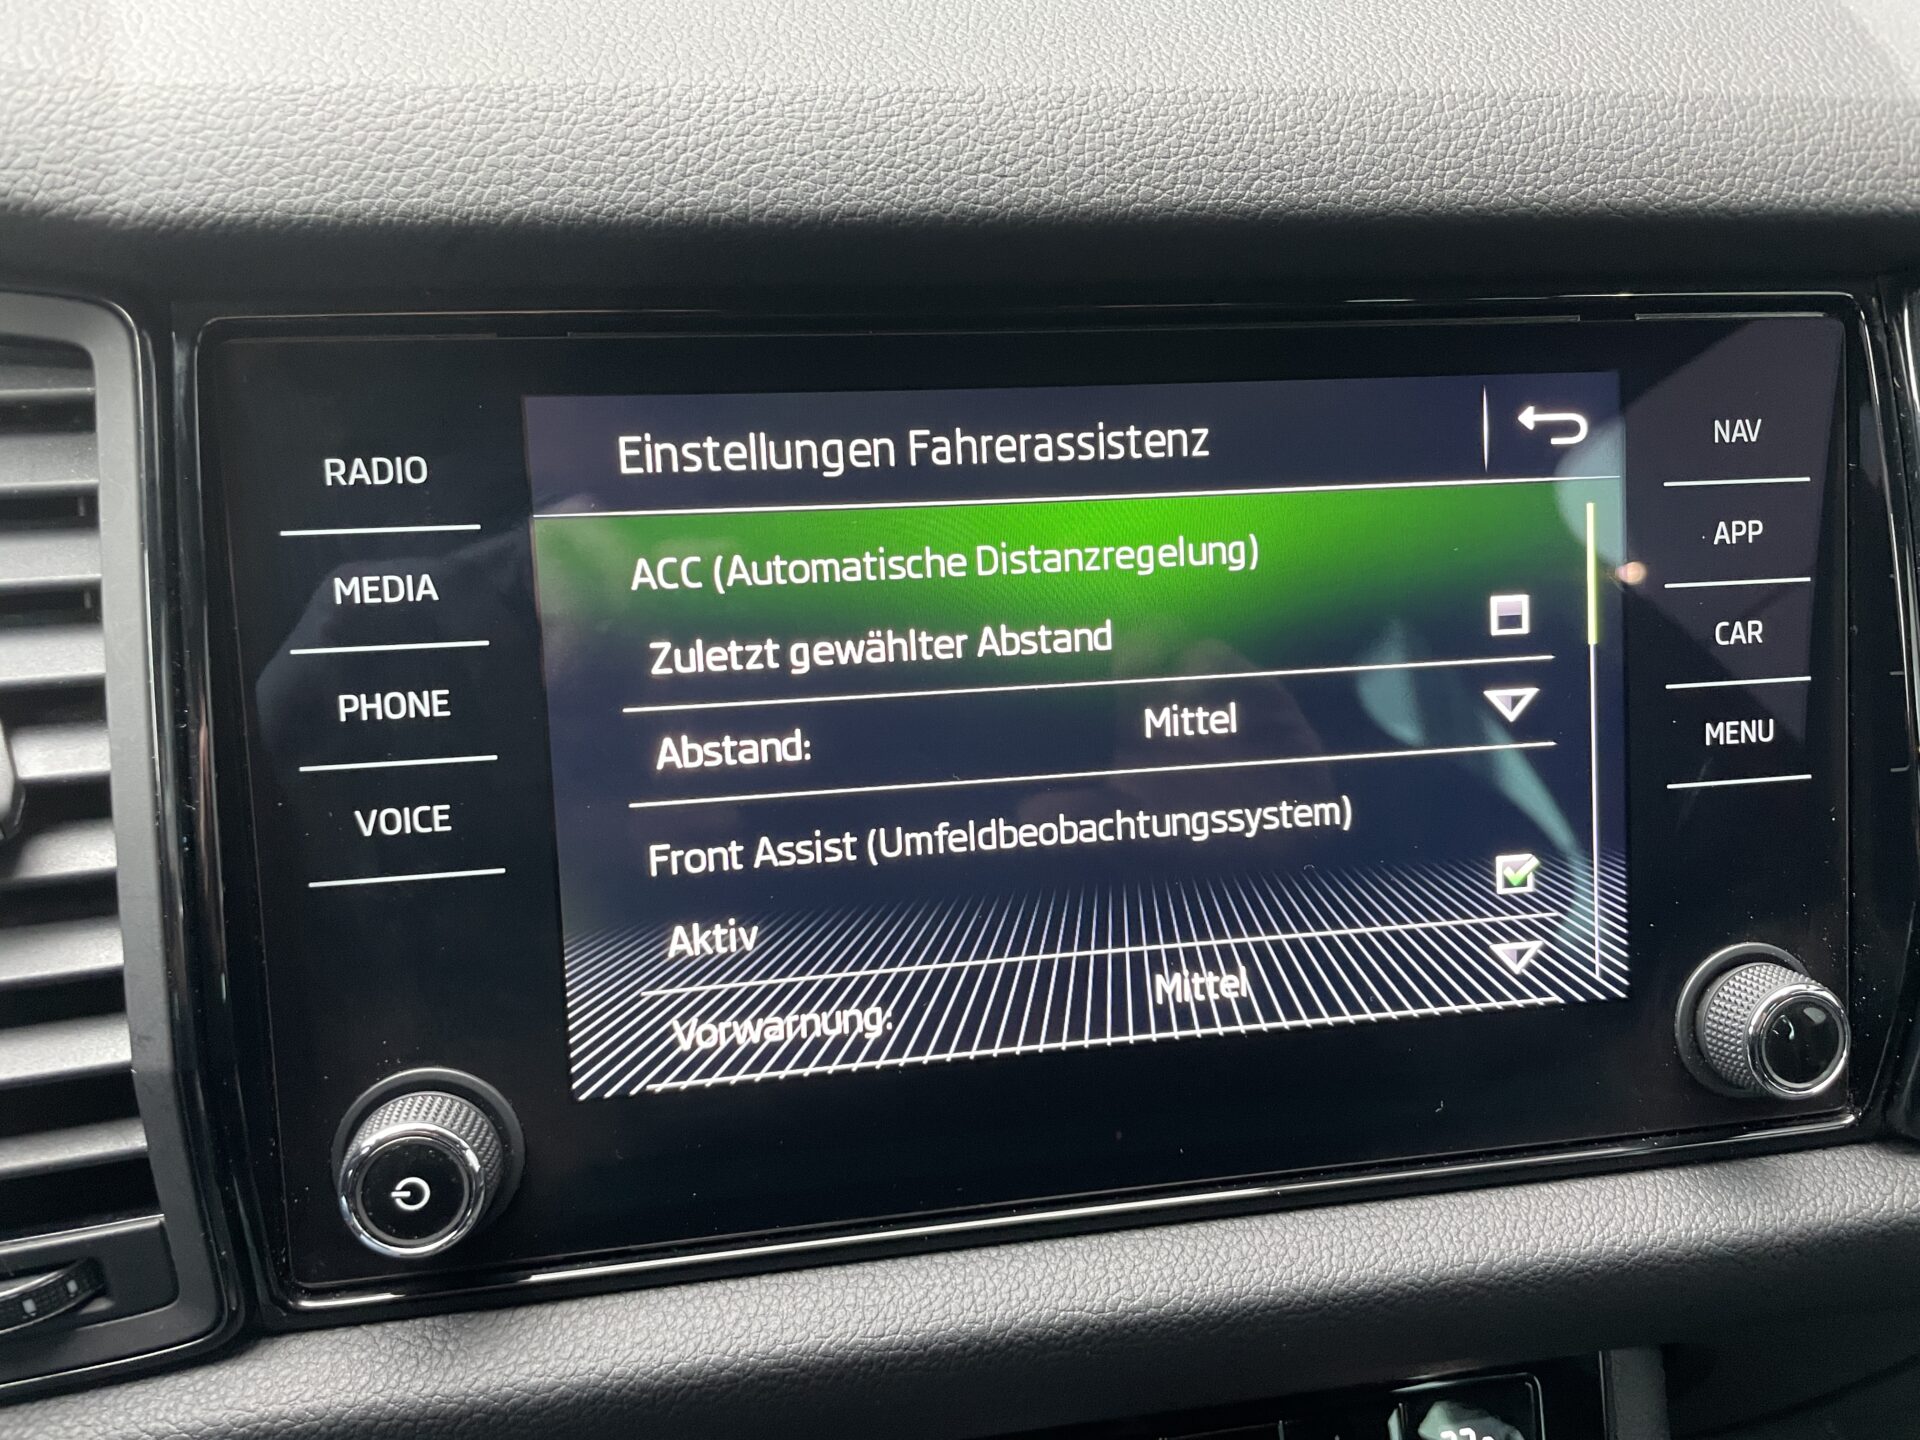 RADIO
MEDIA
PHONE
VOICE
Einstellungen Fahrerassistenz
ACC (Automatische Distanzregelung)
Zuletzt gewählter Abstand
Abstand: Mittel
Front Assist (Umfeldbeobachtungssystem)
Aktiv
Vorwarnung: Mittel
NAV
APP
CAR
MENU